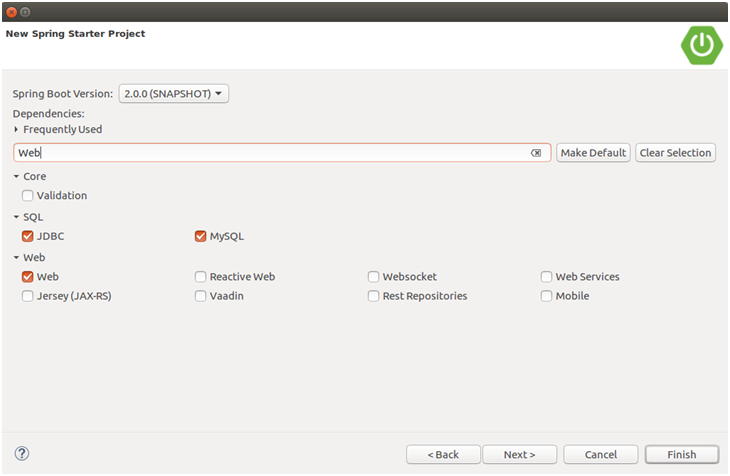 New Spring Starter Project
Spring Boot Version: 2.0.0 (SNAPSHOT)
Dependencies:
Frequently Used
Web Make Default Clear Selection
Core
Validation
SQL
JDBC MySQL
Web
Web Reactive Web Websocket Web Services
Jersey (JAX-RS) Vaadin Rest Repositories Mobile
? < Back Next > Cancel Finish